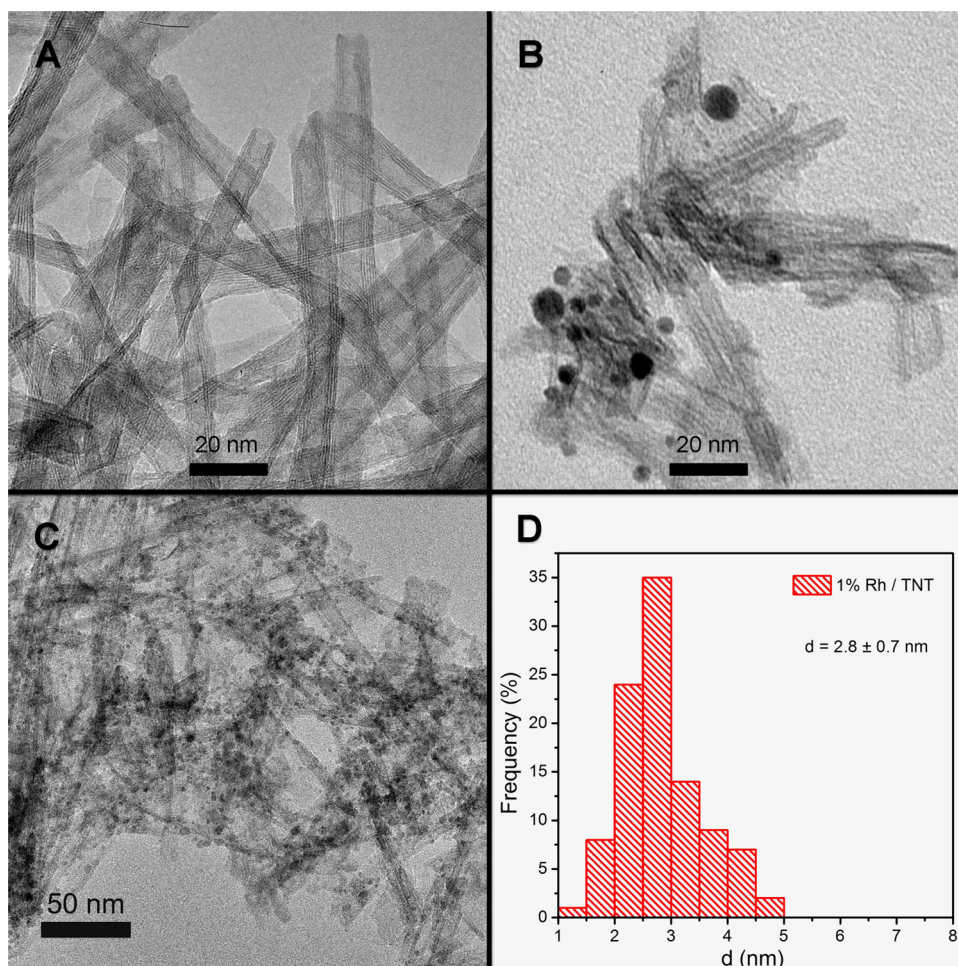 A
20 nm
B
20 nm
C
50 nm
D
35
30
25
20
15
10
5
0
Frequency (%)
1% Rh / TNT
d = 2.8 ± 0.7 nm
1 2 3 4 5 6 7 8
d (nm)